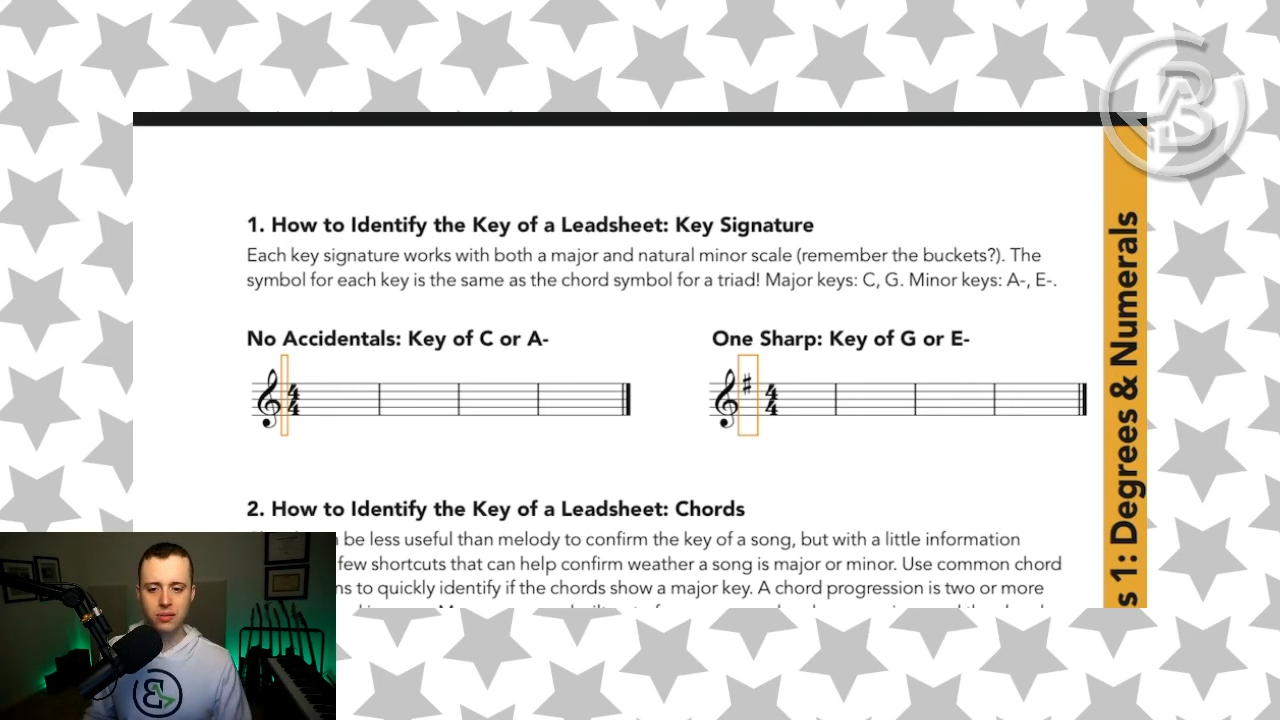 1. How to Identify the Key of a Leadsheet: Key Signature
Each key signature works with both a major and natural minor scale (remember the buckets?). The
symbol for each key is the same as the chord symbol for a triad! Major keys: C, G. Minor keys: A-, E-.
No Accidentals: Key of C or A-
One Sharp: Key of G or E-
4
4
4
4
2. How to Identify the Key of a Leadsheet: Chords
be less useful than melody to confirm the key of a song, but with a little information
few shortcuts that can help confirm weather a song is major or minor. Use common chord
to quickly identify if the chords show a major key. A chord progression is two or more
s 1: Degrees & Numerals